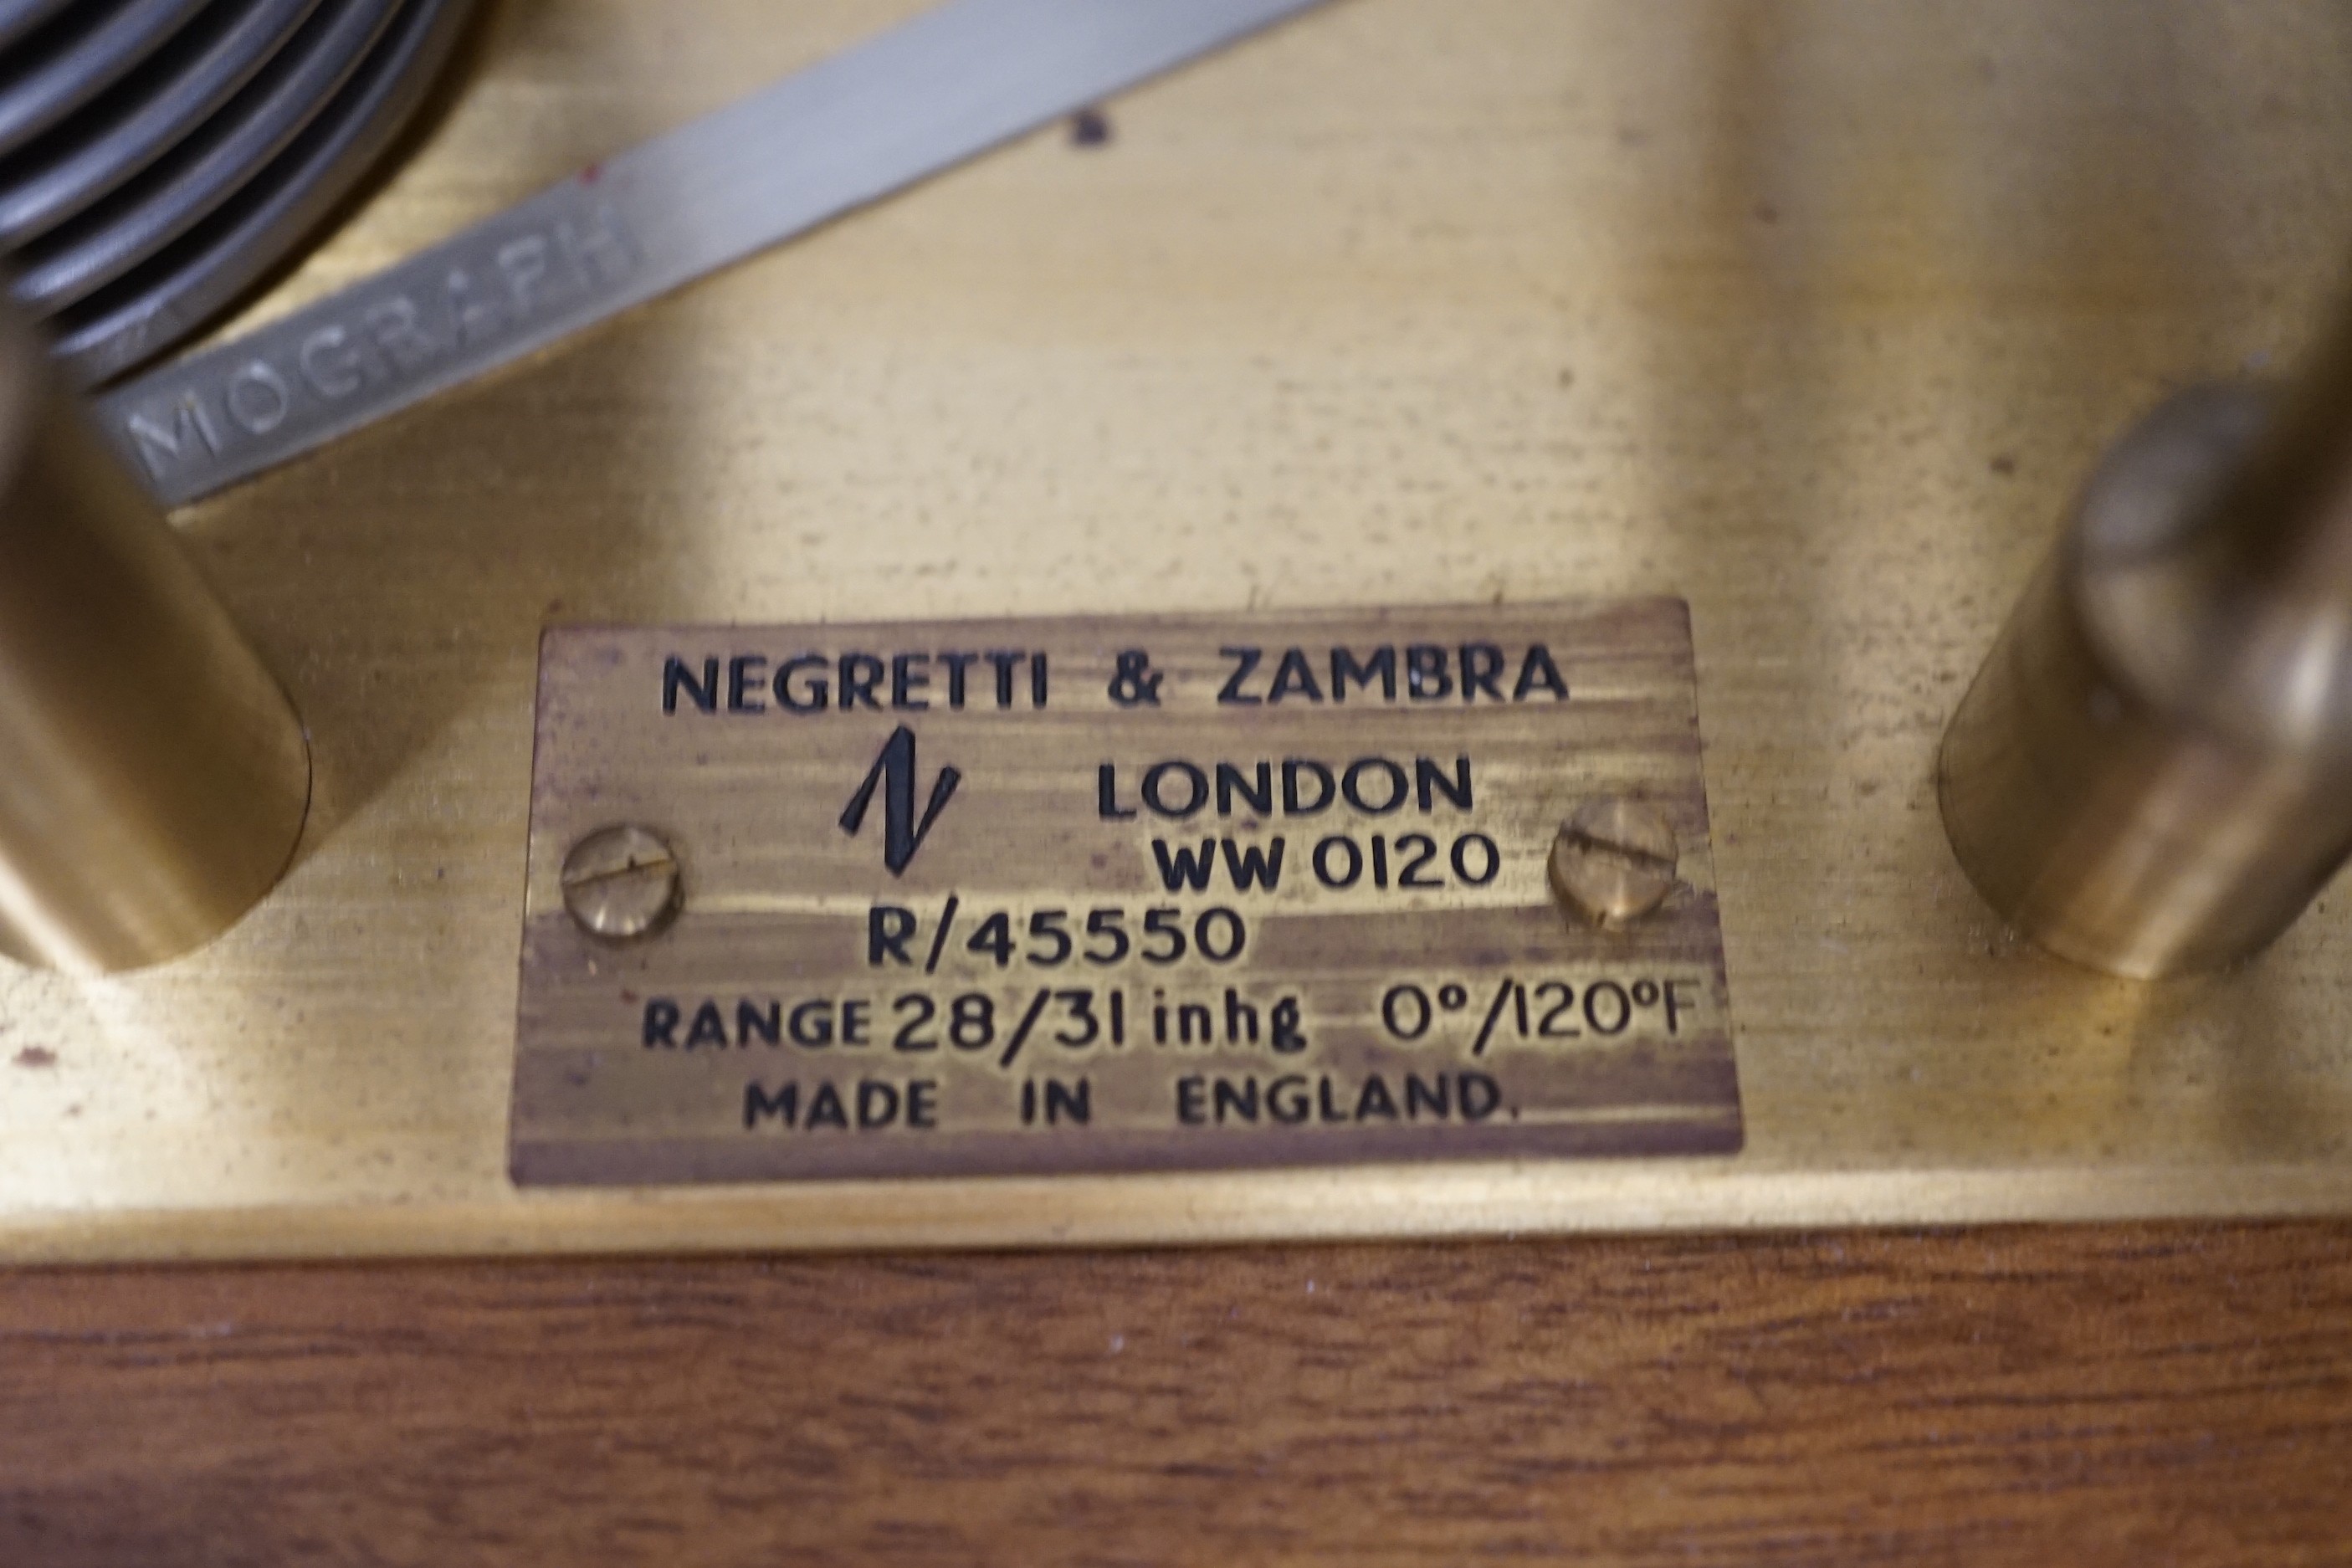 MOGRAPH
NEGRETTI & ZAMBRA
N LONDON
WW 0120
R/45550
RANGE 28/31 inhg 0°/120°F
MADE IN ENGLAND.